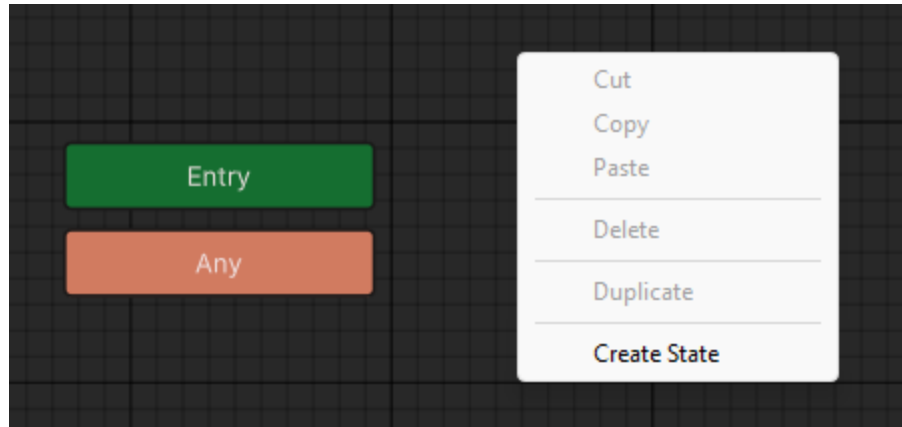 Entry
Any
Cut
Copy
Paste
Delete
Duplicate
Create State